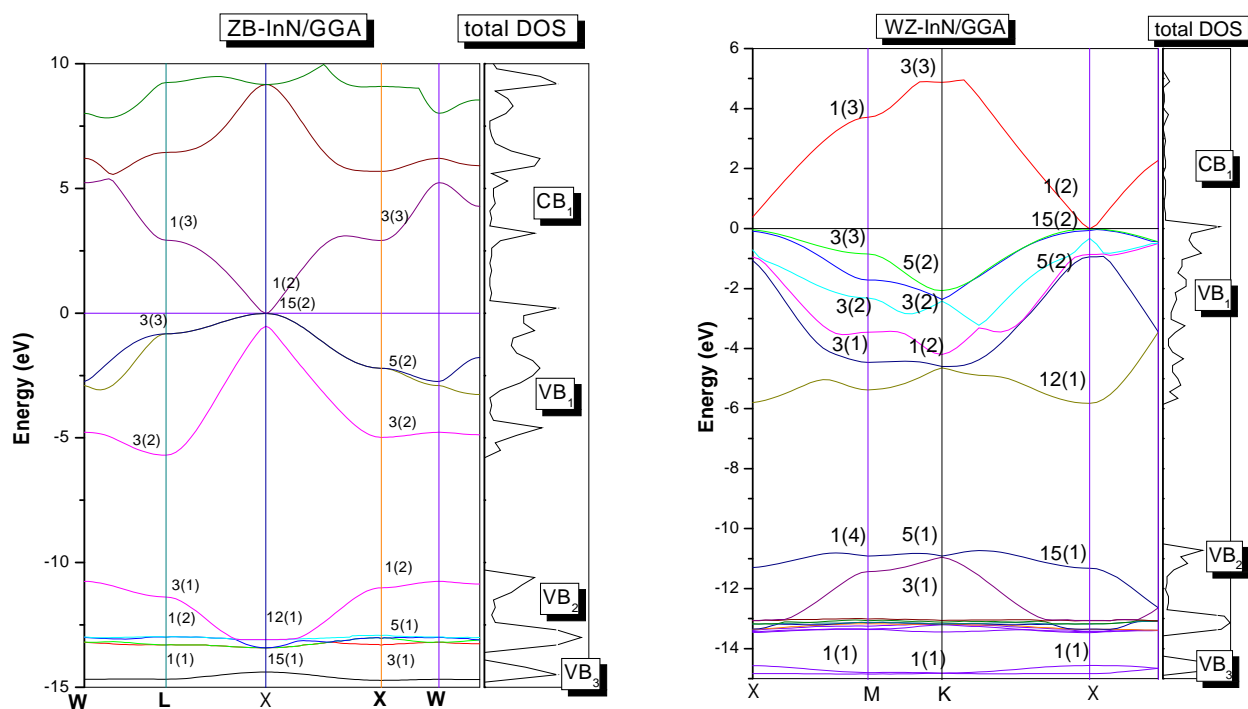 ZB-InN/GGA
total DOS
Energy (eV)
10
5
0
-5
-10
-15
1(3)
3(3)
1(2)
15(2)
3(3)
5(2)
3(2)
3(2)
3(1)
1(2)
1(2)
12(1)
5(1)
1(1)
15(1)
3(1)
CB1
VB1
VB2
VB3
W
L
X
X
W
WZ-InN/GGA
total DOS
Energy (eV)
6
4
2
0
-2
-4
-6
-8
-10
-12
-14
3(3)
1(3)
1(2)
15(2)
3(3)
5(2)
5(2)
3(2)
3(2)
3(1)
1(2)
12(1)
1(4)
5(1)
15(1)
3(1)
1(1)
1(1)
1(1)
CB1
VB1
VB2
VB3
X
M
K
X